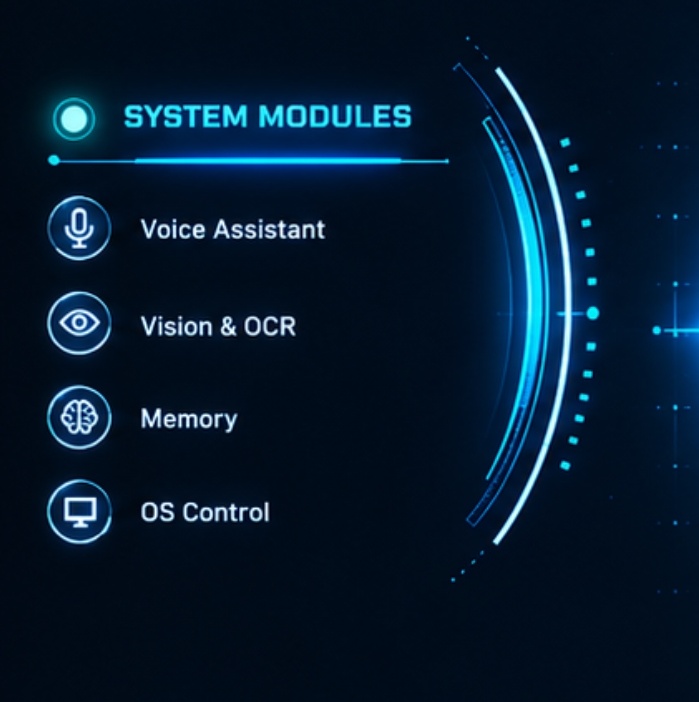 SYSTEM MODULES
Voice Assistant
Vision & OCR
Memory
OS Control